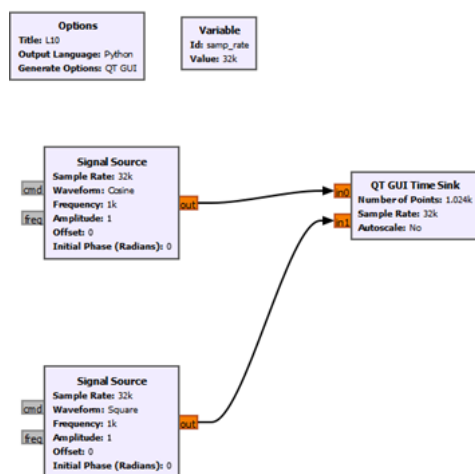 Options
Title: L10
Output Language: Python
Generate Options: QT GUI
Variable
Id: samp_rate
Value: 32k
Signal Source
Sample Rate: 32k
Waveform: Cosine
Frequency: 1k
Amplitude: 1
Offset: 0
Initial Phase (Radians): 0
cmd
freq
out
in0
in1
QT GUI Time Sink
Number of Points: 1.024k
Sample Rate: 32k
Autoscale: No
Signal Source
Sample Rate: 32k
Waveform: Square
Frequency: 1k
Amplitude: 1
Offset: 0
Initial Phase (Radians): 0
cmd
freq
out